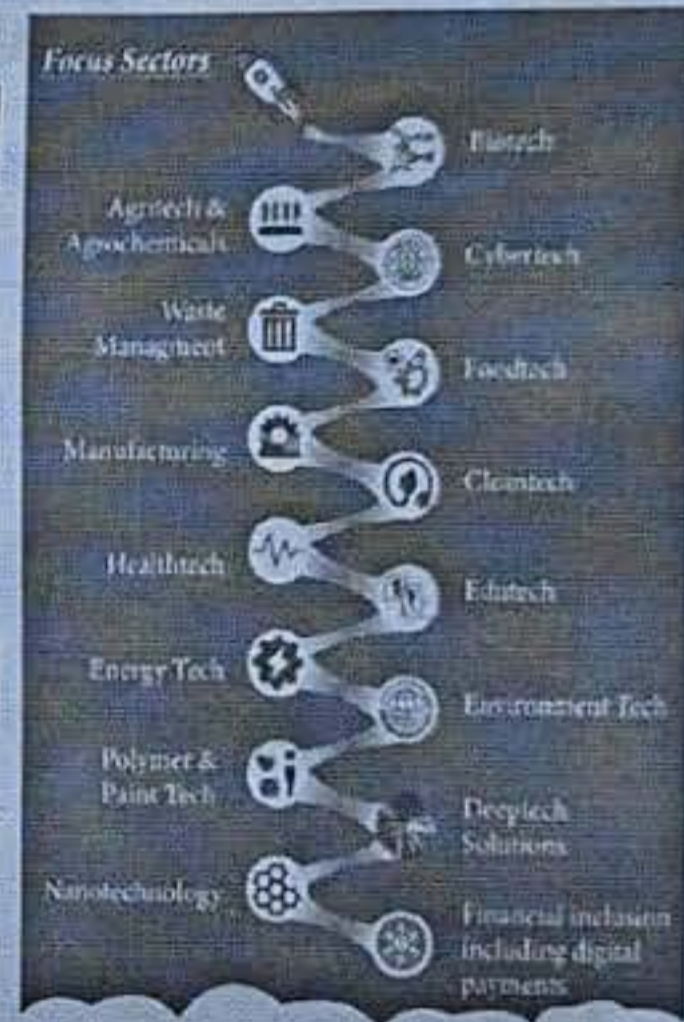 Focus Sectors
Biotech
Agritech &
Agrochemicals
Cybertech
Waste
Managment
Foodtech
Manufacturing
Cleantech
Healthtech
Edutech
Energy Tech
Environment Tech
Polymer &
Paint Tech
Deeptech
Solutions
Nanotechnology
Financial inclusion
including digital
payments